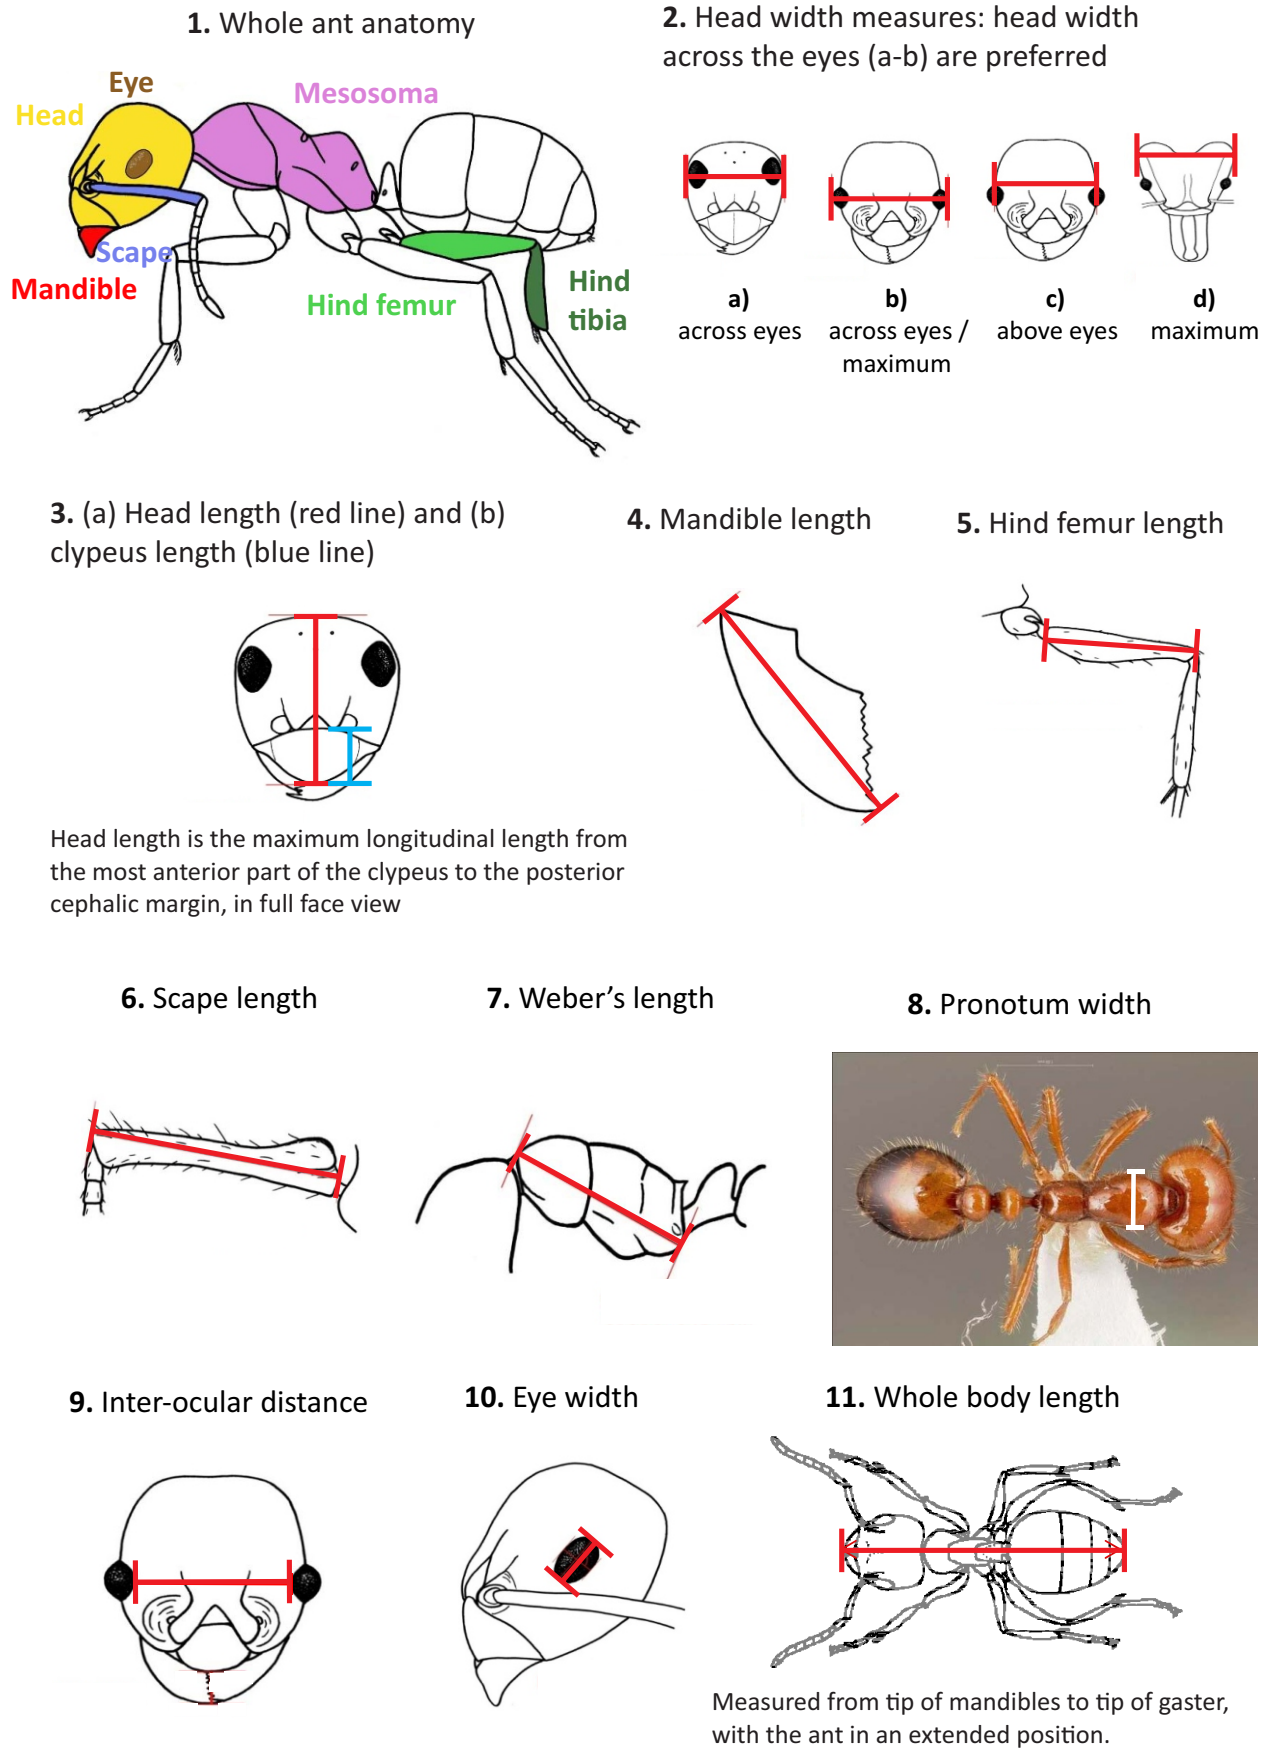 1. Whole ant anatomy
Eye
Head
Mesosoma
Scape
Mandible
Hind femur
Hind
tibia
2. Head width measures: head width
across the eyes (a-b) are preferred
a)
across eyes
b)
across eyes /
maximum
c)
above eyes
d)
maximum
3. (a) Head length (red line) and (b)
clypeus length (blue line)
Head length is the maximum longitudinal length from
the most anterior part of the clypeus to the posterior
cephalic margin, in full face view
4. Mandible length
5. Hind femur length
6. Scape length
7. Weber’s length
8. Pronotum width
9. Inter-ocular distance
10. Eye width
11. Whole body length
Measured from tip of mandibles to tip of gaster,
with the ant in an extended position.